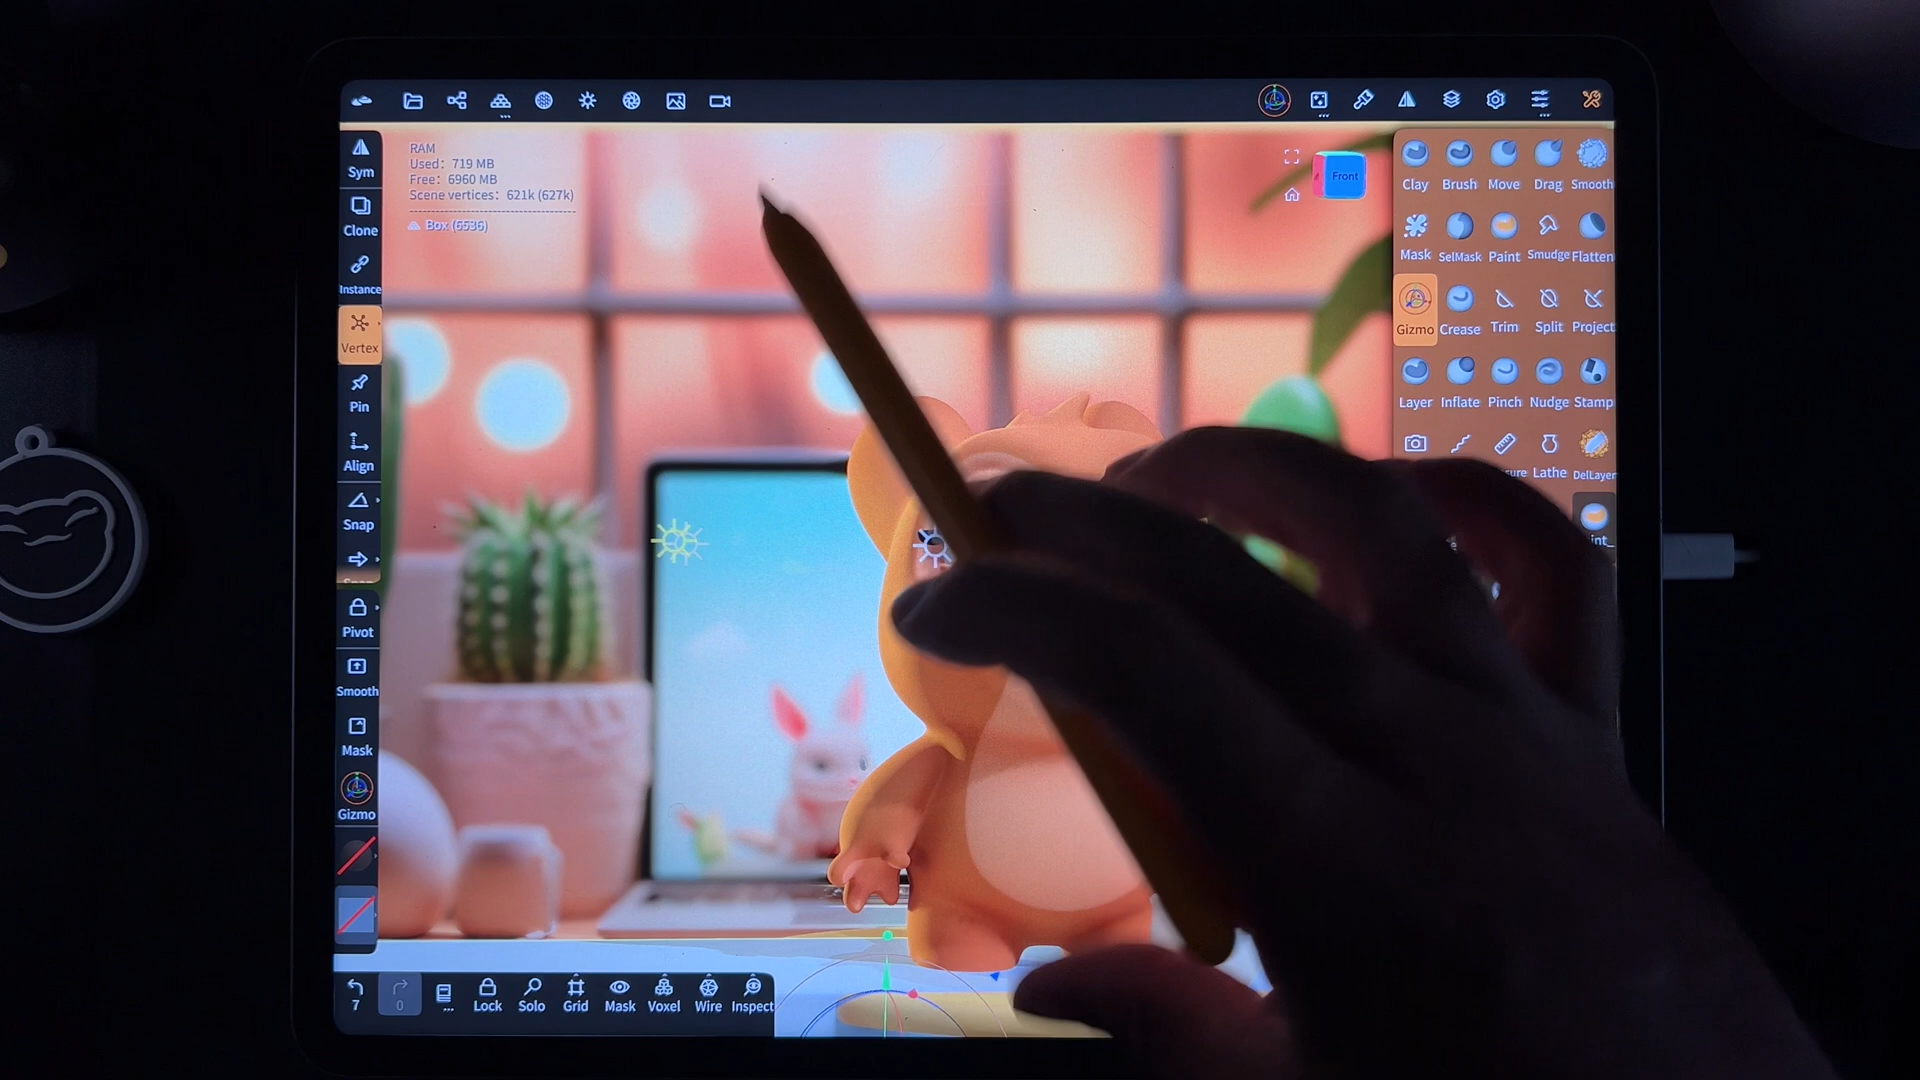 RAM
Used: 719 MB
Free: 6960 MB
Scene vertices: 621k (627k)
Box (6536)
Sym
Clone
Instance
Vertex
Pin
Align
Snap
Pivot
Smooth
Mask
Gizmo
7
0
...
Lock
Solo
Grid
Mask
Voxel
Wire
Inspect
Front
Clay Brush Move Drag Smooth
Mask SelMask Paint Smudge Flatten
Gizmo Crease Trim Split Project
Layer Inflate Pinch Nudge Stamp
Lathe DelLayer